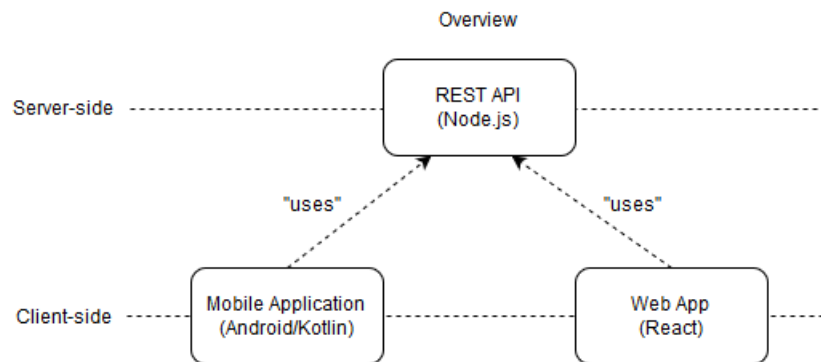 Overview
REST API
(Node.js)
Server-side
"uses"
"uses"
Mobile Application
(Android/Kotlin)
Web App
(React)
Client-side